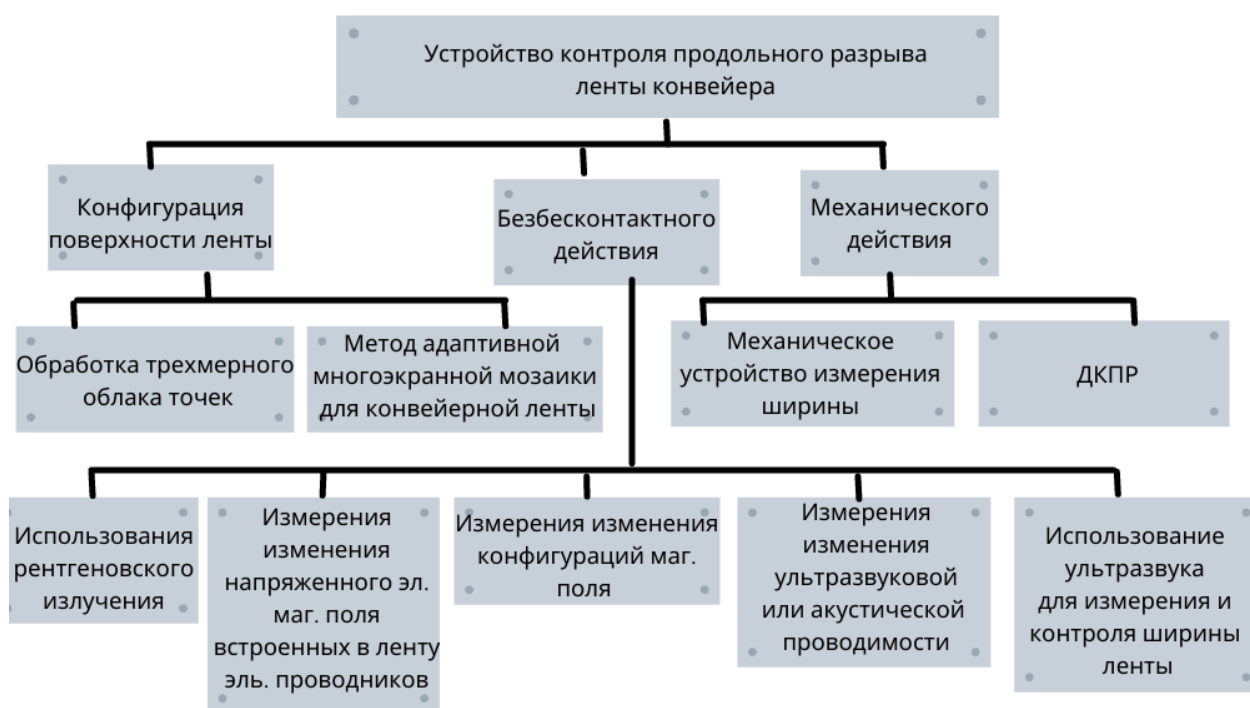 Устройство контроля продольного разрыва
ленты конвейера
Конфигурация
поверхности ленты
Безбесконтактного
действия
Механического
действия
Обработка трехмерного
облака точек
Метод адаптивной
многоэкранной мозаики
для конвейерной ленты
Механическое
устройство измерения
ширины
ДКПР
Использования
рентгеновского
излучения
Измерения
изменения
напряженного эл.
маг. поля
встроенных в ленту
эль. проводников
Измерения изменения
конфигураций маг.
поля
Измерения
изменения
ультразвуковой
или акустической
проводимости
Использование
ультразвука
для измерения и
контроля ширины
ленты